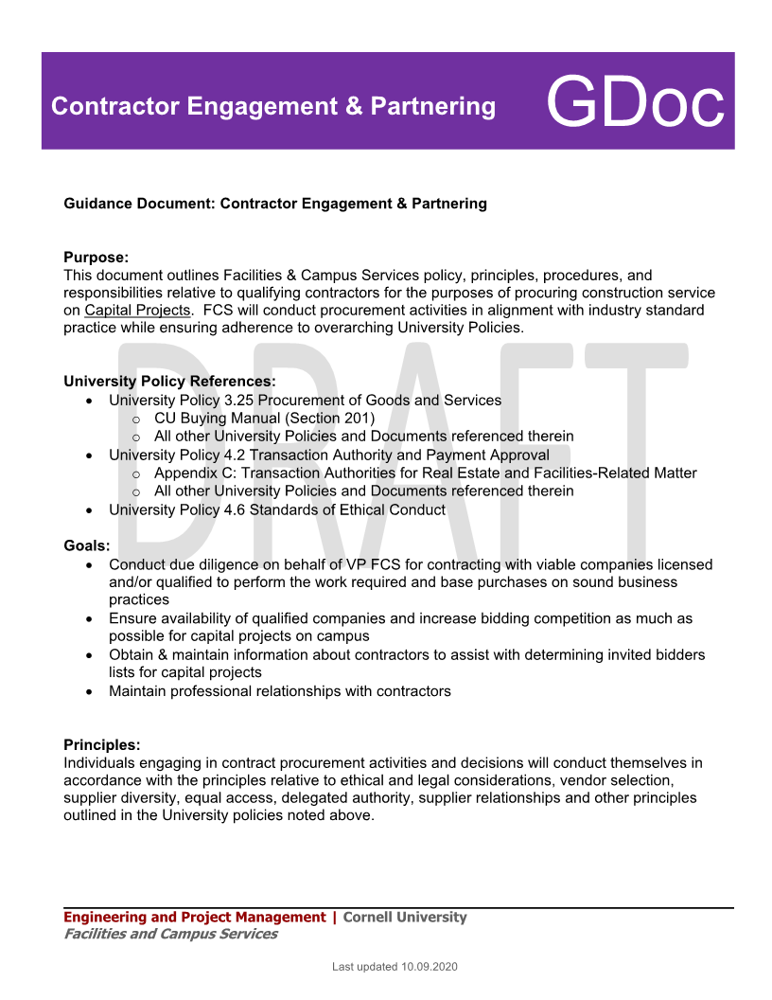 Contractor Engagement & Partnering GDoc
Guidance Document: Contractor Engagement & Partnering
Purpose:
This document outlines Facilities & Campus Services policy, principles, procedures, and
responsibilities relative to qualifying contractors for the purposes of procuring construction service
on Capital Projects.  FCS will conduct procurement activities in alignment with industry standard
practice while ensuring adherence to overarching University Policies.
DRAFT
University Policy References:
• University Policy 3.25 Procurement of Goods and Services
o CU Buying Manual (Section 201)
o All other University Policies and Documents referenced therein
• University Policy 4.2 Transaction Authority and Payment Approval
o Appendix C: Transaction Authorities for Real Estate and Facilities-Related Matter
o All other University Policies and Documents referenced therein
• University Policy 4.6 Standards of Ethical Conduct
Goals:
• Conduct due diligence on behalf of VP FCS for contracting with viable companies licensed
and/or qualified to perform the work required and base purchases on sound business
practices
• Ensure availability of qualified companies and increase bidding competition as much as
possible for capital projects on campus
• Obtain & maintain information about contractors to assist with determining invited bidders
lists for capital projects
• Maintain professional relationships with contractors
Principles:
Individuals engaging in contract procurement activities and decisions will conduct themselves in
accordance with the principles relative to ethical and legal considerations, vendor selection,
supplier diversity, equal access, delegated authority, supplier relationships and other principles
outlined in the University policies noted above.
Engineering and Project Management | Cornell University
Facilities and Campus Services
Last updated 10.09.2020